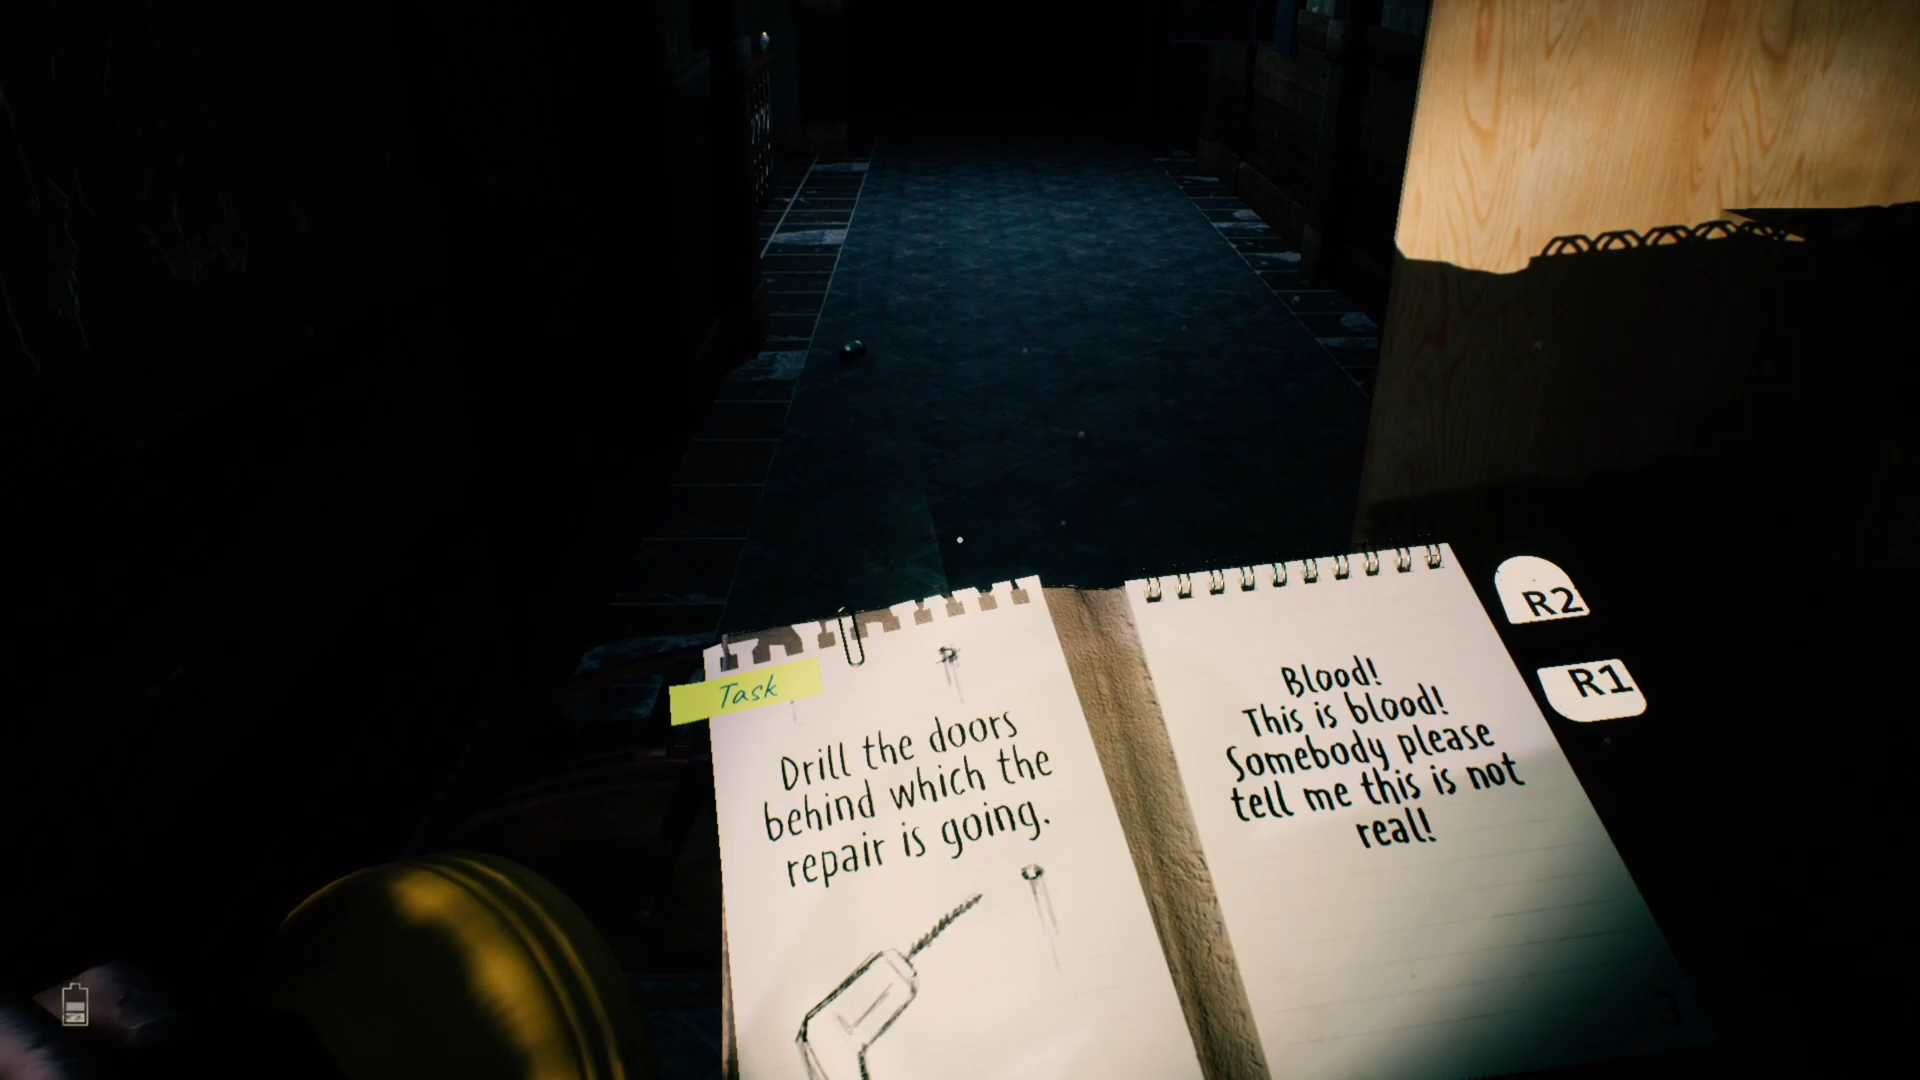 Task
Drill the doors
behind which the
repair is going.
Blood!
This is blood!
Somebody please
tell me this is not
real!
R2
R1
3